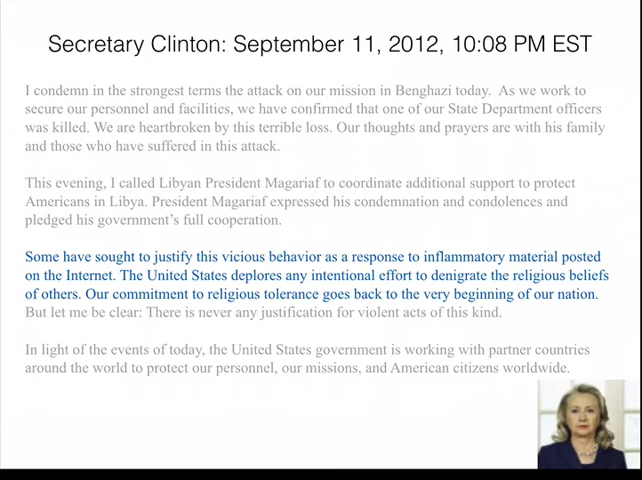 Secretary Clinton: September 11, 2012, 10:08 PM EST
I condemn in the strongest terms the attack on our mission in Benghazi today. As we work to
secure our personnel and facilities, we have confirmed that one of our State Department officers
was killed. We are heartbroken by this terrible loss. Our thoughts and prayers are with his family
and those who have suffered in this attack.
This evening, I called Libyan President Magariaf to coordinate additional support to protect
Americans in Libya. President Magariaf expressed his condemnation and condolences and
pledged his government’s full cooperation.
Some have sought to justify this vicious behavior as a response to inflammatory material posted
on the Internet. The United States deplores any intentional effort to denigrate the religious beliefs
of others. Our commitment to religious tolerance goes back to the very beginning of our nation.
But let me be clear: There is never any justification for violent acts of this kind.
In light of the events of today, the United States government is working with partner countries
around the world to protect our personnel, our missions, and American citizens worldwide.